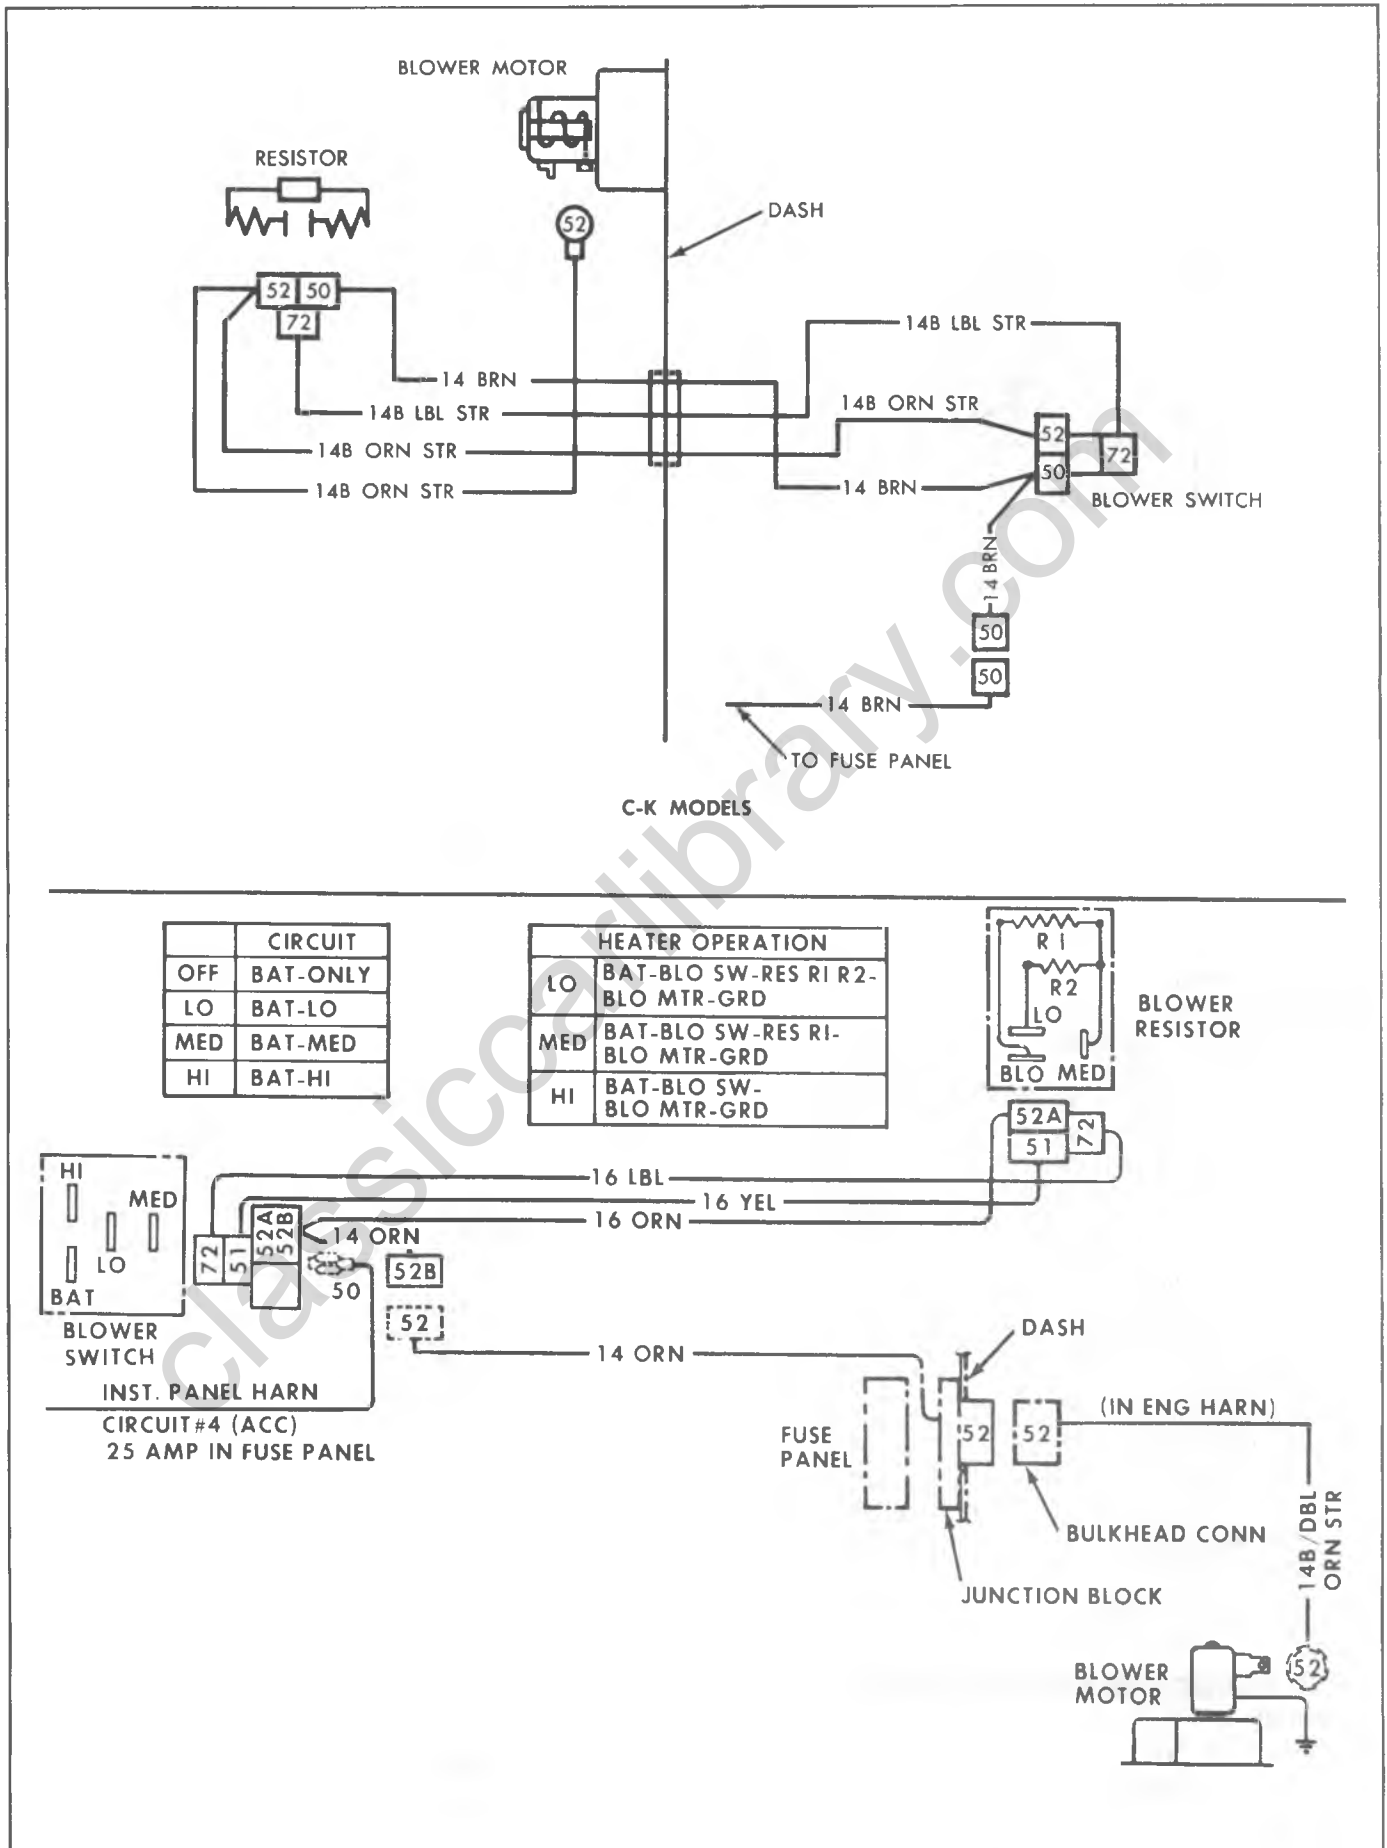 BLOWER MOTOR
RESISTOR
52
DASH
52 50
72
14B LBL STR
14 BRN
14B LBL STR
14B ORN STR
14B ORN STR
14B ORN STR
52
72
50
14 BRN
BLOWER SWITCH
14 BRN
50
50
14 BRN
TO FUSE PANEL
C-K MODELS
CIRCUIT
OFF BAT-ONLY
LO BAT-LO
MED BAT-MED
HI BAT-HI
HEATER OPERATION
LO BAT-BLO SW-RES R1 R2-
BLO MTR-GRD
MED BAT-BLO SW-RES R1-
BLO MTR-GRD
HI BAT-BLO SW-
BLO MTR-GRD
R1
R2
LO
BLO MED
BLOWER
RESISTOR
52A
51
72
HI
MED
LO
BAT
BLOWER
SWITCH
72
51
52A
52B
16 LBL
16 YEL
16 ORN
14 ORN
50
52B
52
14 ORN
INST. PANEL HARN
CIRCUIT#4 (ACC)
25 AMP IN FUSE PANEL
DASH
FUSE
PANEL
52
52
(IN ENG HARN)
BULKHEAD CONN
JUNCTION BLOCK
14B/DBL
ORN STR
BLOWER
MOTOR
52
classiccarlibrary.com